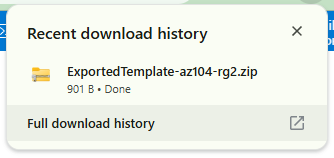 Recent download history
ExportedTemplate-az104-rg2.zip
901 B • Done
Full download history